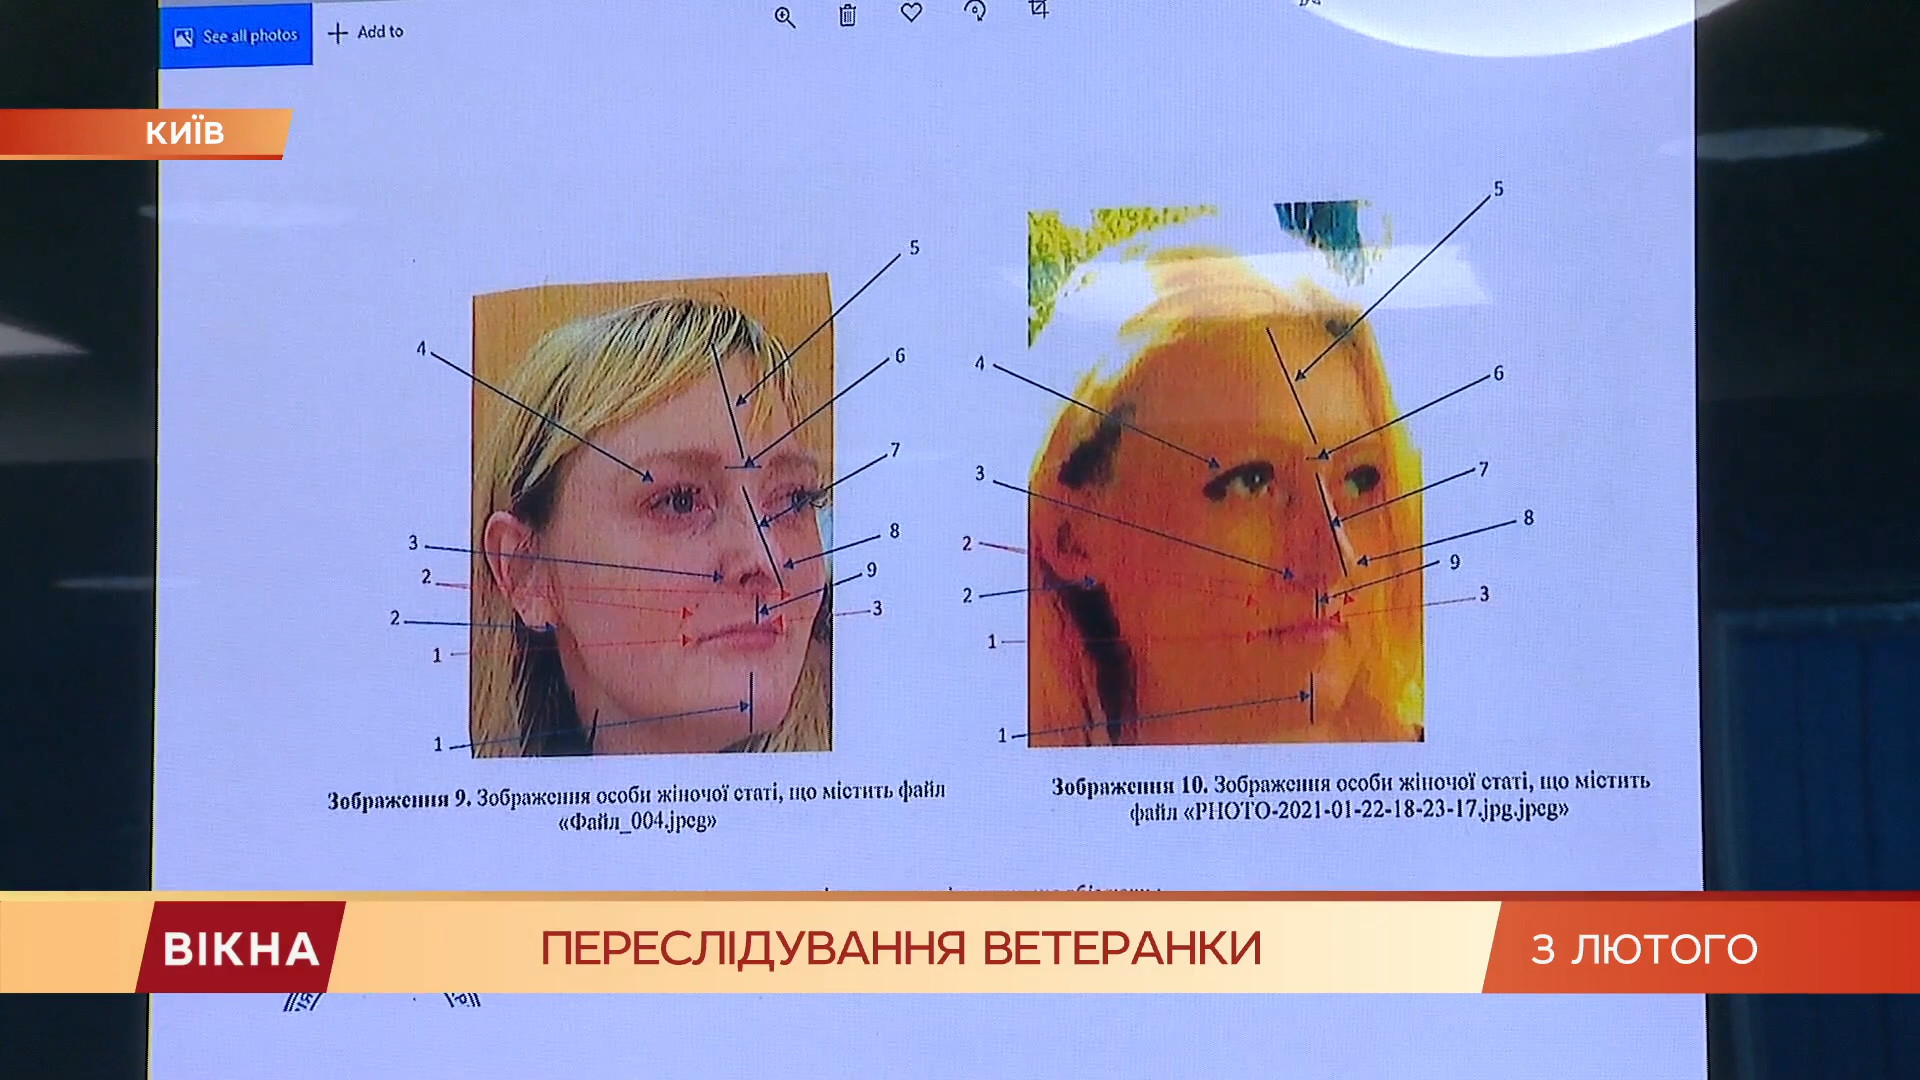 See all photos
Add to
КИЇВ
5
4
6
7
3
8
2
9
2
3
1
1
5
4
6
3
7
8
2
9
2
3
1
1
Зображення 9. Зображення особи жіночої статі, що містить файл
«Файл_004.jpeg»
Зображення 10. Зображення особи жіночої статі, що містить
файл «PHOTO-2021-01-22-18-23-17.jpg.jpeg»
ВІКНА
ПЕРЕСЛІДУВАННЯ ВЕТЕРАНКИ
3 ЛЮТОГО